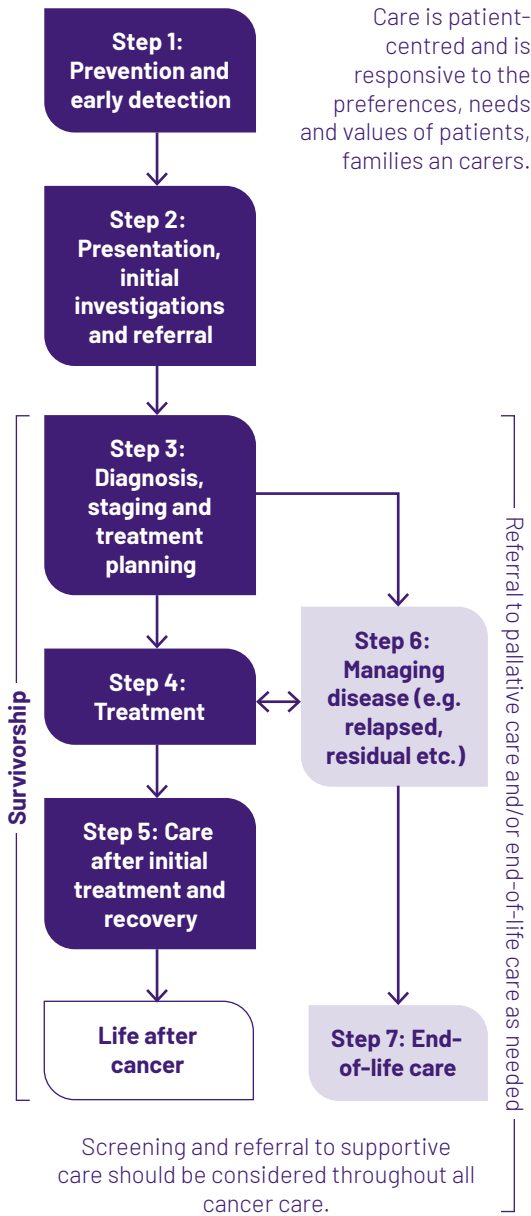 Step 1:
Prevention and
early detection
Care is patient-
centred and is
responsive to the
preferences, needs
and values of patients,
families an carers.
Step 2:
Presentation,
initial
investigations
and referral
Step 3:
Diagnosis,
staging and
treatment
planning
Step 4:
Treatment
Step 5: Care
after initial
treatment and
recovery
Life after
cancer
Step 6:
Managing
disease (e.g.
relapsed,
residual etc.)
Step 7: End-
of-life care
Survivorship
Referral to pallative care and/or end-of-life care as needed
Screening and referral to supportive
care should be considered throughout all
cancer care.